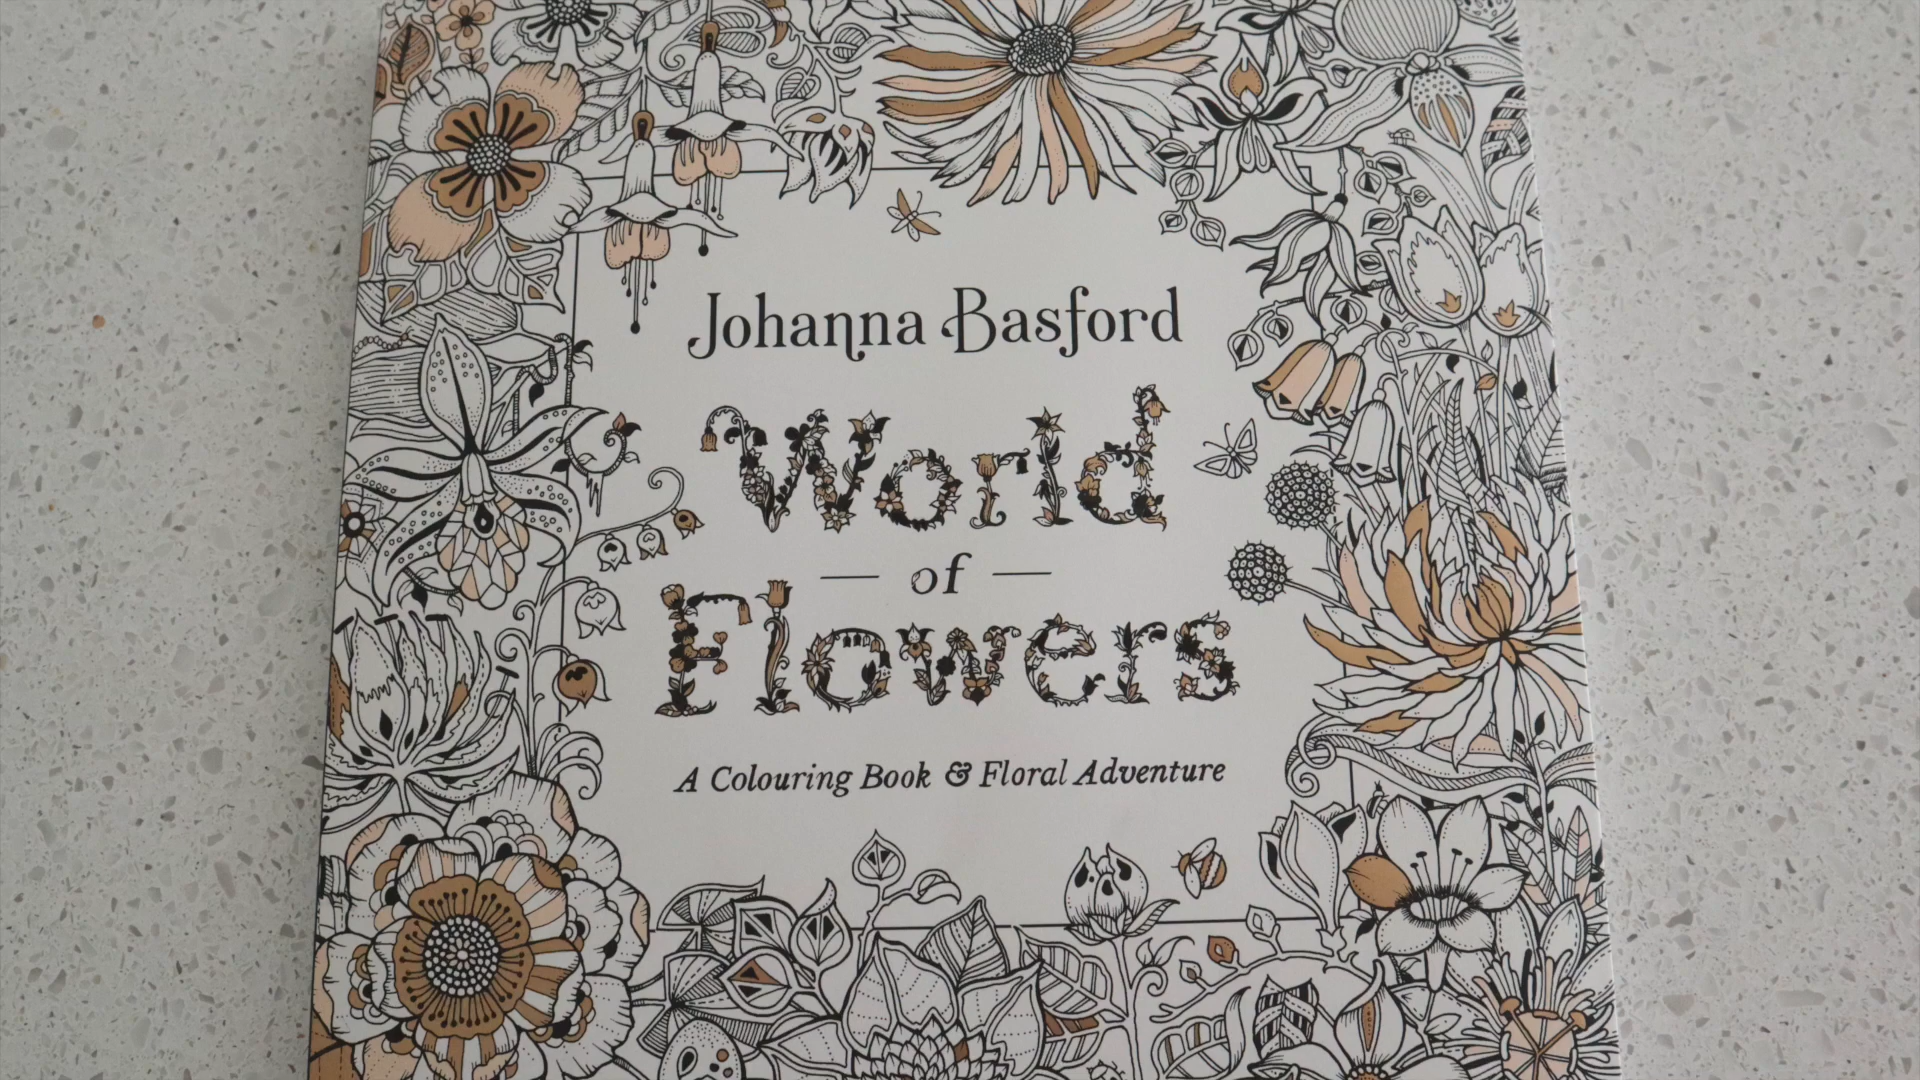 Johanna Basford
World
of
Flowers
A Colouring Book & Floral Adventure